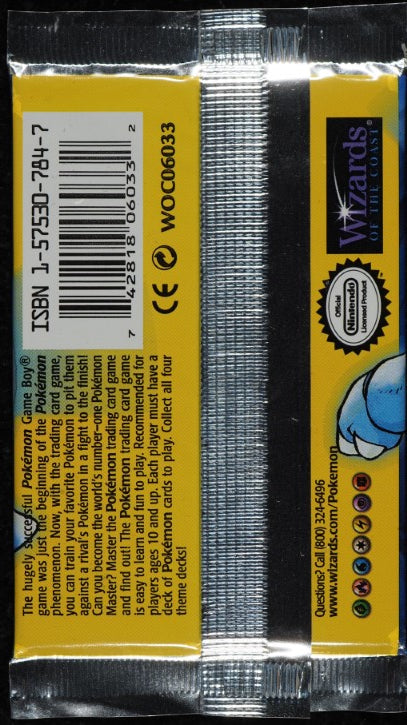 The hugely successful Pokémon Game Boy®
game was just the beginning of the Pokémon
phenomenon. Now, with the trading card game,
you can train your favorite Pokémon to pit them
against a rival's Pokémon in a fight to the finish!
Can you become the world's number-one Pokémon
Master? Master the Pokémon trading card game
and find out! The Pokémon trading card game
is easy to learn and fun to play. Recommended for
players ages 10 and up. Each player must have a
deck of Pokémon cards to play. Collect all four
theme decks!
ISBN 1-57530-784-7
7 42818 06033 2
CE WOC06033
Questions? Call (800) 324-6496
www.wizards.com/Pokemon
Official
Nintendo
Licensed Product
Wizards
OF THE COAST®